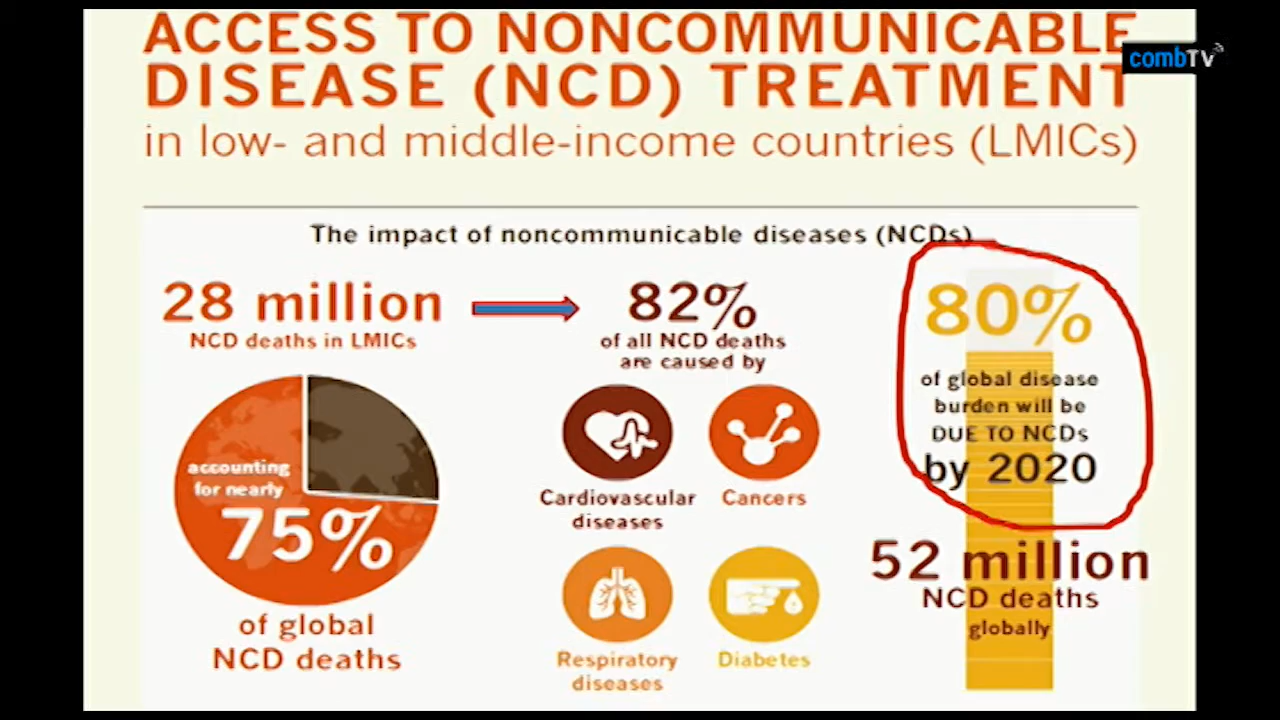 ACCESS TO NONCOMMUNICABLE
combTV
DISEASE (NCD) TREATMENT
in low- and middle-income countries (LMICs)
The impact of noncommunicable diseases (NCDs)
28 million
NCD deaths in LMICs
accounting
for nearly
75%
of global
NCD deaths
82%
of all NCD deaths
are caused by
Cardiovascular
diseases
Cancers
Respiratory
diseases
Diabetes
80%
of global disease
burden will be
DUE TO NCDs
by 2020
52 million
NCD deaths
globally